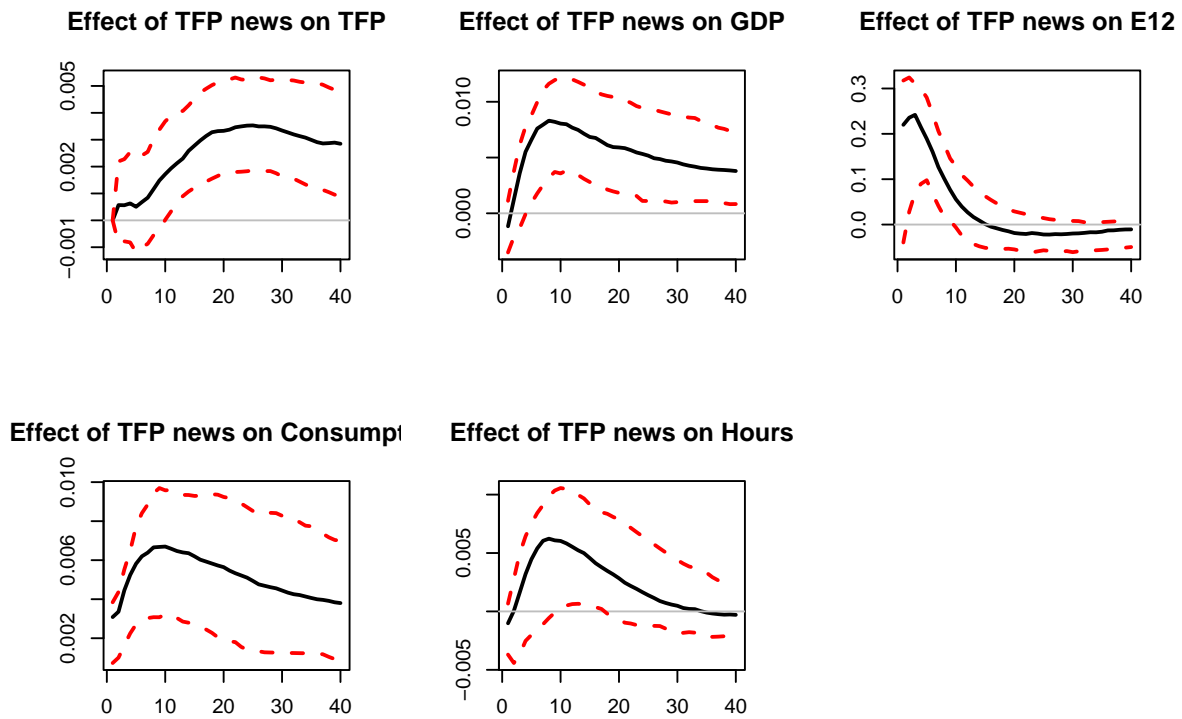 Effect of TFP news on TFP
0.005
0.002
−0.001
0 10 20 30 40
Effect of TFP news on GDP
0.010
0.000
0 10 20 30 40
Effect of TFP news on E12
0.3
0.2
0.1
0.0
0 10 20 30 40
Effect of TFP news on Consumpt
0.010
0.006
0.002
0 10 20 30 40
Effect of TFP news on Hours
0.005
−0.005
0 10 20 30 40